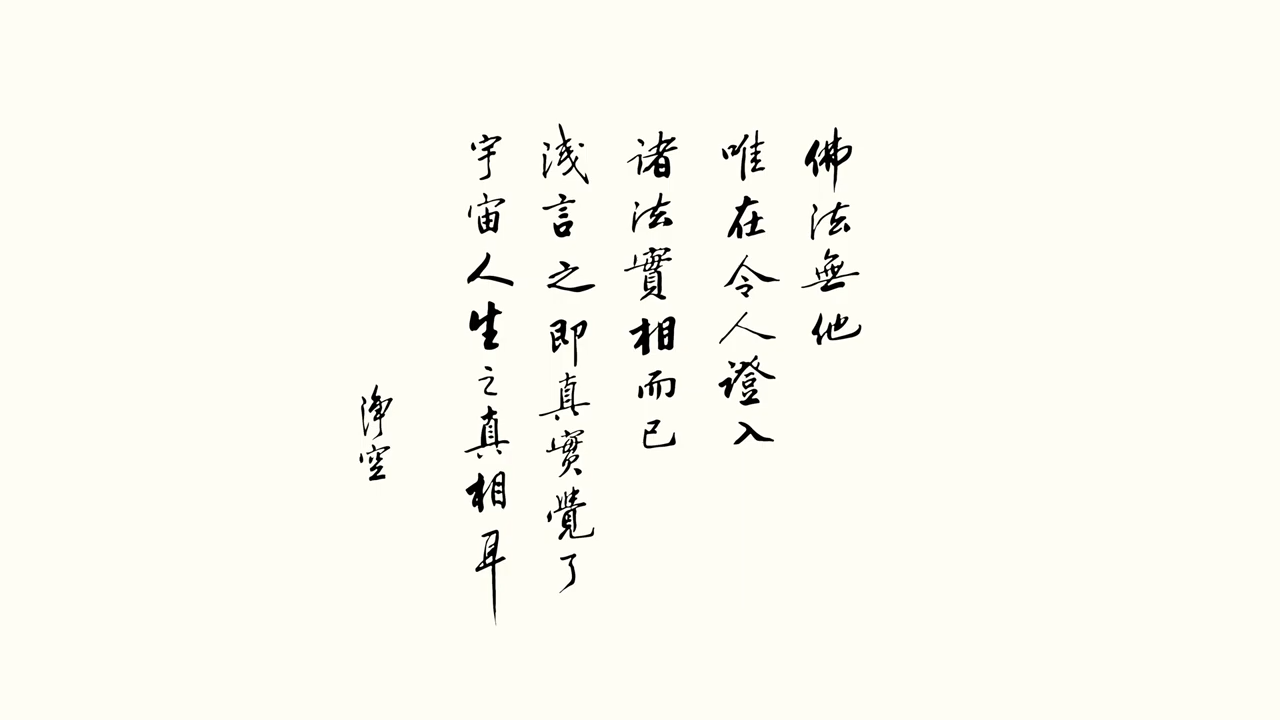 佛法無他
唯在令人證入
诸法實相而已
淺言之即真實覺了
宇宙人生之真相耳
淨空